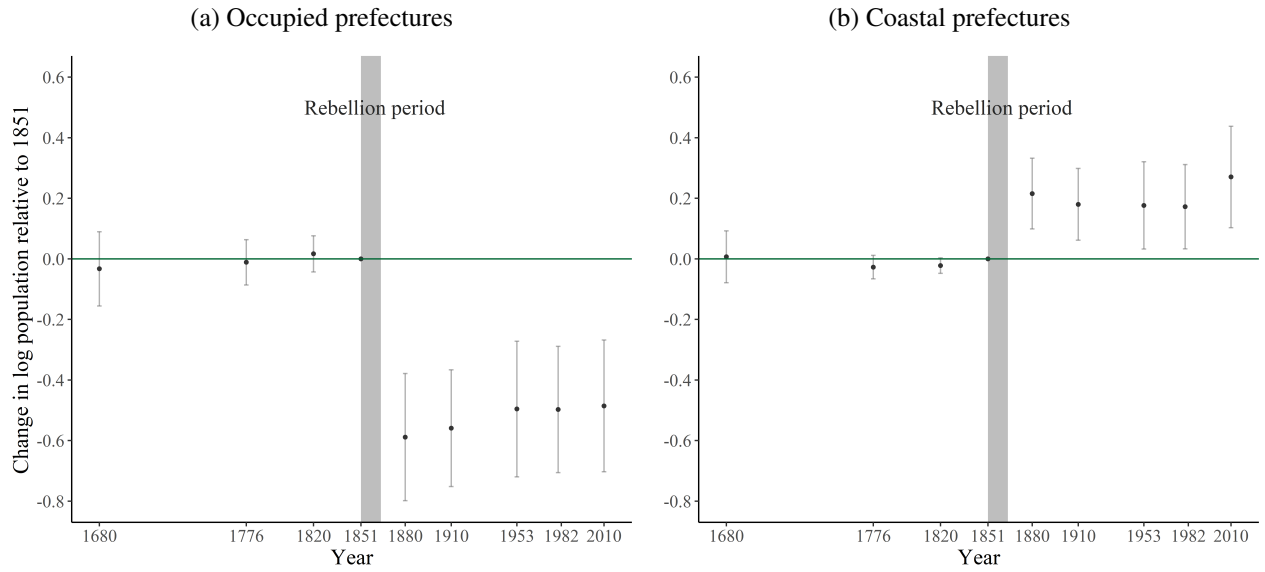 (a) Occupied prefectures
Change in log population relative to 1851
0.6
0.4
0.2
0.0
-0.2
-0.4
-0.6
-0.8
Rebellion period
1680 1776 1820 1851 1880 1910 1953 1982 2010
Year
(b) Coastal prefectures
0.6
0.4
0.2
0.0
-0.2
-0.4
-0.6
-0.8
Rebellion period
1680 1776 1820 1851 1880 1910 1953 1982 2010
Year